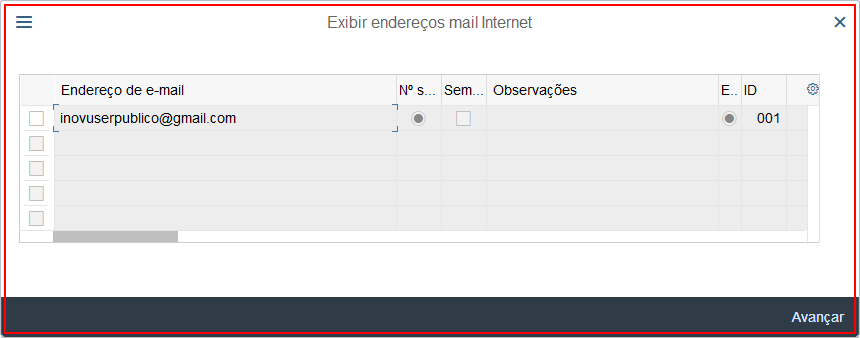 Exibir endereços mail Internet
Endereço de e-mail Nº s... Sem... Observações E.. ID
inovuserpublico@gmail.com 001
Avançar